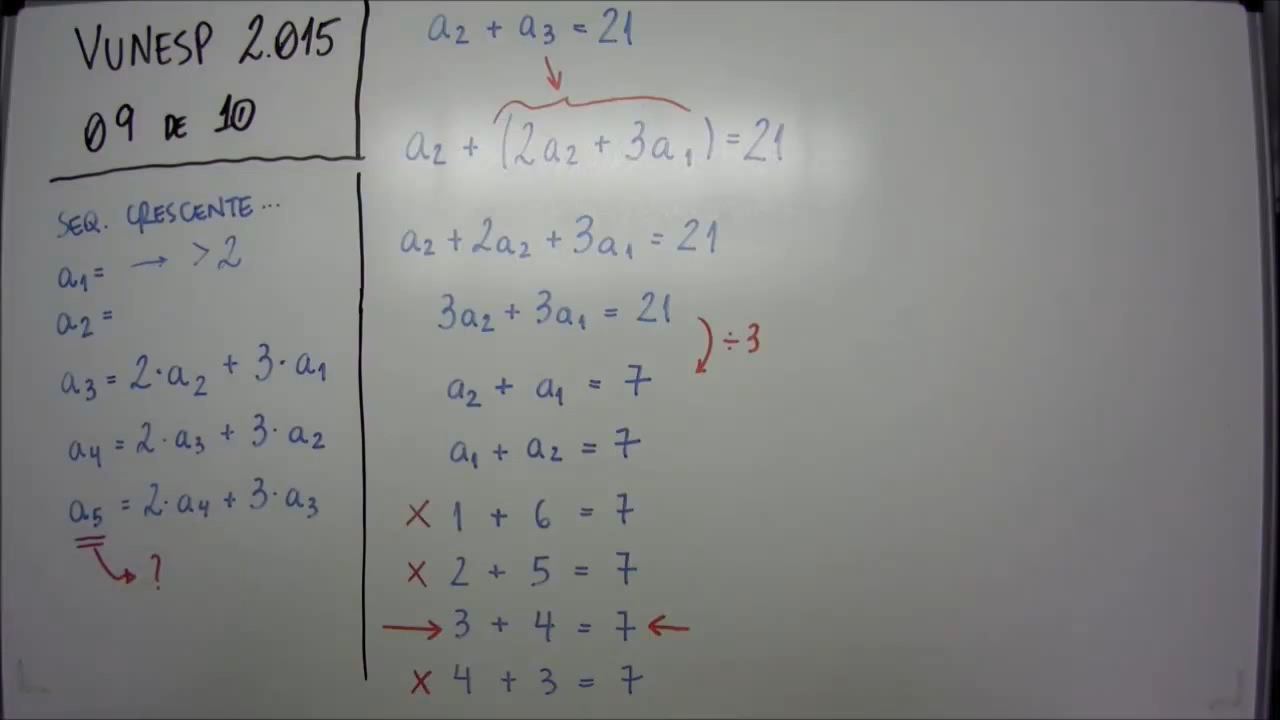 VUNESP 2.015
09 DE 10
SEQ. CRESCENTE...
a₁ = → > 2
a₂ =
a₃ = 2·a₂ + 3·a₁
a₄ = 2·a₃ + 3·a₂
a₅ = 2·a₄ + 3·a₃
?
a₂ + a₃ = 21
a₂ + (2a₂ + 3a₁) = 21
a₂ + 2a₂ + 3a₁ = 21
3a₂ + 3a₁ = 21
÷3
a₂ + a₁ = 7
a₁ + a₂ = 7
× 1 + 6 = 7
× 2 + 5 = 7
→ 3 + 4 = 7 ←
× 4 + 3 = 7